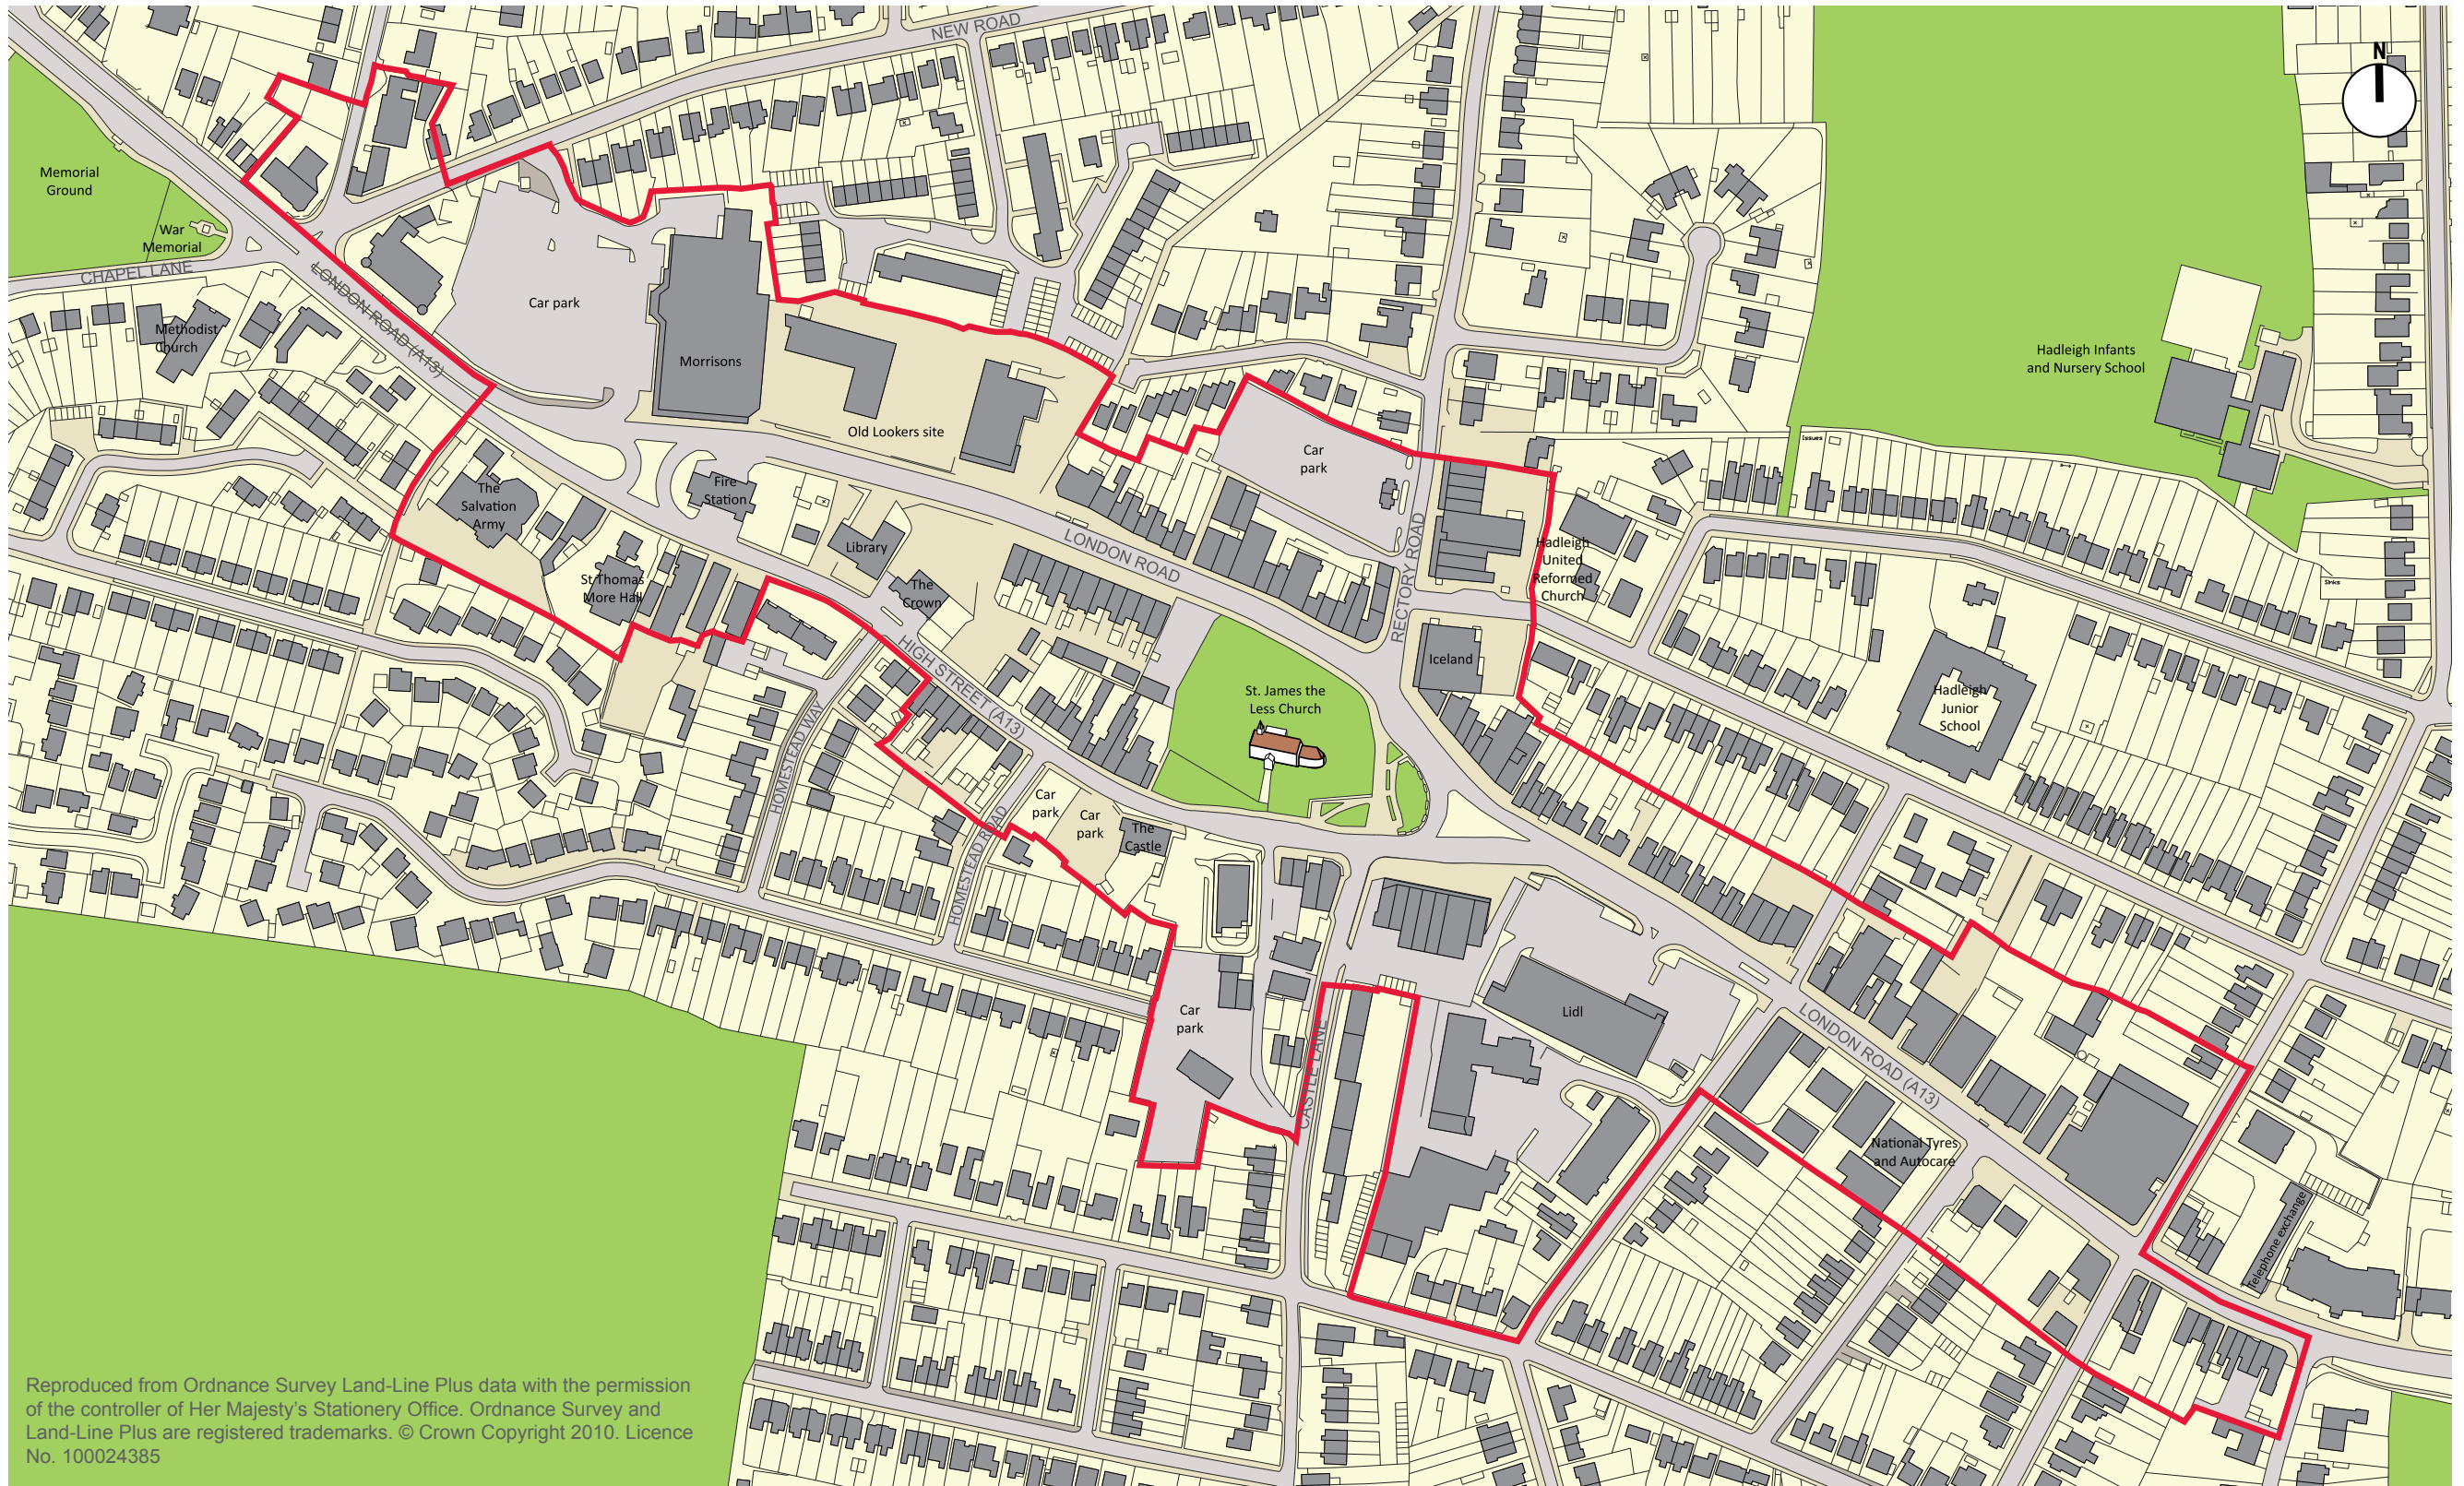 NEW ROAD
N
Memorial
Ground
War
Memorial
CHAPEL LANE
LONDON ROAD (A13)
Car park
Methodist
Church
Morrisons
Old Lookers site
Car
park
Hadleigh Infants
and Nursery School
Issues
The
Salvation
Army
Fire
Station
Library
LONDON ROAD
RECTORY ROAD
Hadleigh
United
Reformed
Church
Sinks
St Thomas
More Hall
The
Crown
HIGH STREET (A13)
Iceland
St. James the
Less Church
Hadleigh
Junior
School
HOMESTEAD WAY
HOMESTEAD ROAD
Car
park
Car
park
The
Castle
Car
park
CASTLE LANE
Lidl
LONDON ROAD (A13)
National Tyres
and Autocare
Telephone exchange
Reproduced from Ordnance Survey Land-Line Plus data with the permission
of the controller of Her Majesty's Stationery Office. Ordnance Survey and
Land-Line Plus are registered trademarks. © Crown Copyright 2010. Licence
No. 100024385